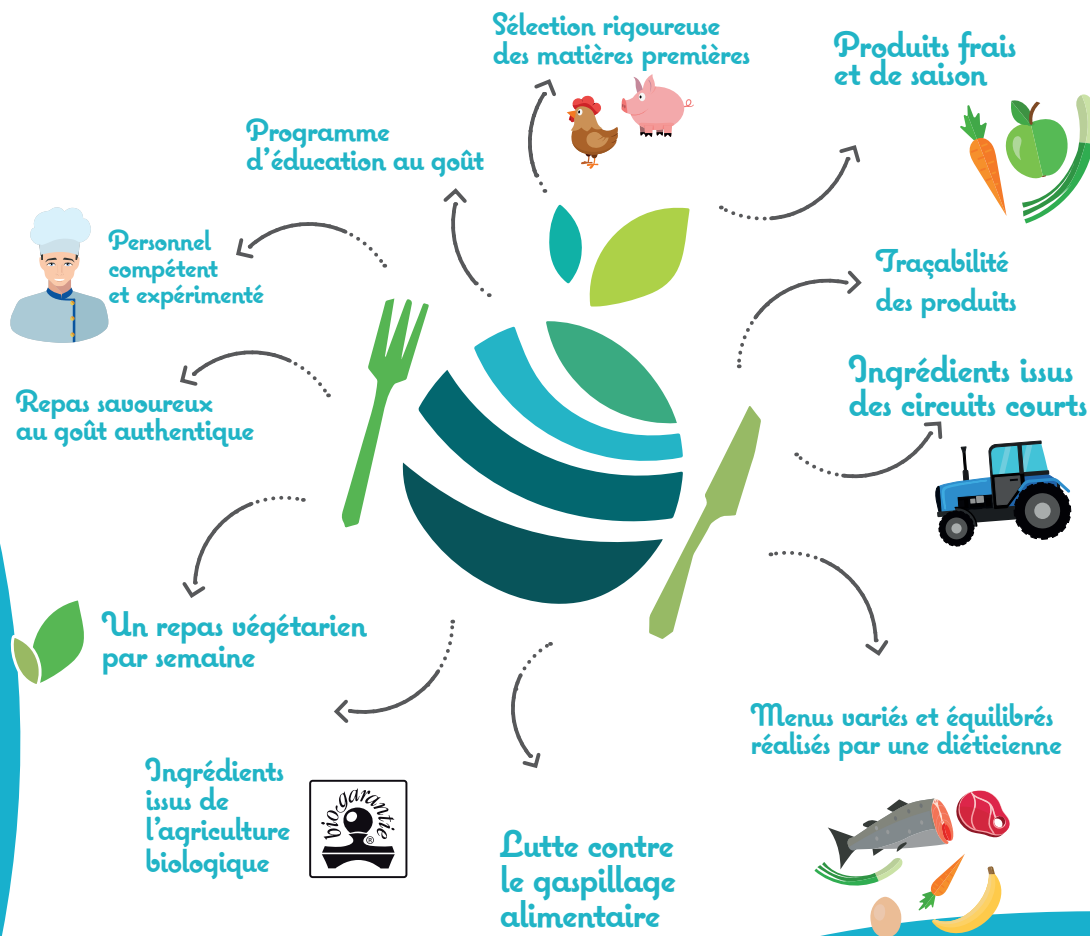 Sélection rigoureuse
des matières premières
Produits frais
et de saison
Programme
d'éducation au goût
Personnel
compétent
et expérimenté
Traçabilité
des produits
Ingrédients issus
des circuits courts
Repas savoureux
au goût authentique
Un repas végétarien
par semaine
Menus variés et équilibrés
réalisés par une diéticienne
Ingrédients
issus de
l'agriculture
biologique
biogarantie
®
Lutte contre
le gaspillage
alimentaire